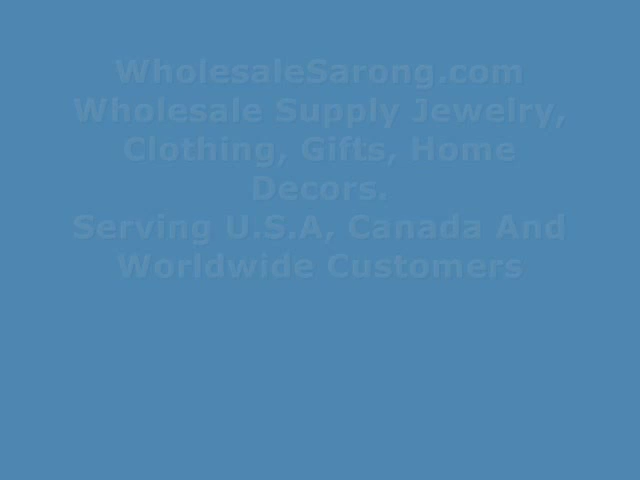 WholesaleSarong.com
Wholesale Supply Jewelry,
Clothing, Gifts, Home
Decors.
Serving U.S.A, Canada And
Worldwide Customers